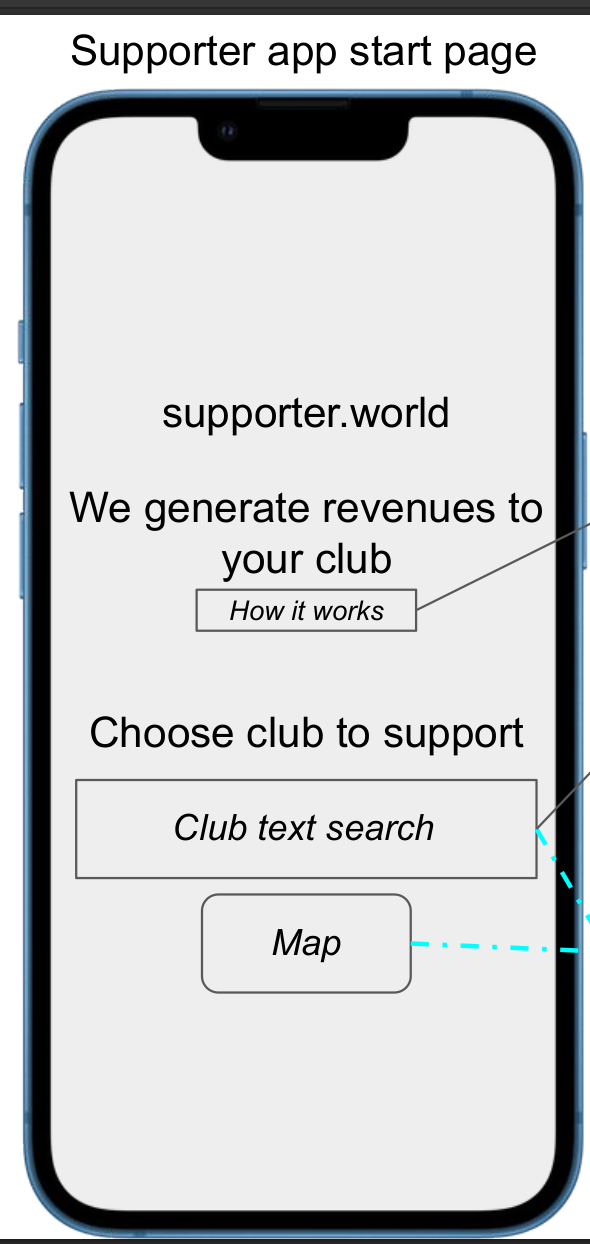 Supporter app start page
supporter.world
We generate revenues to
your club
How it works
Choose club to support
Club text search
Map